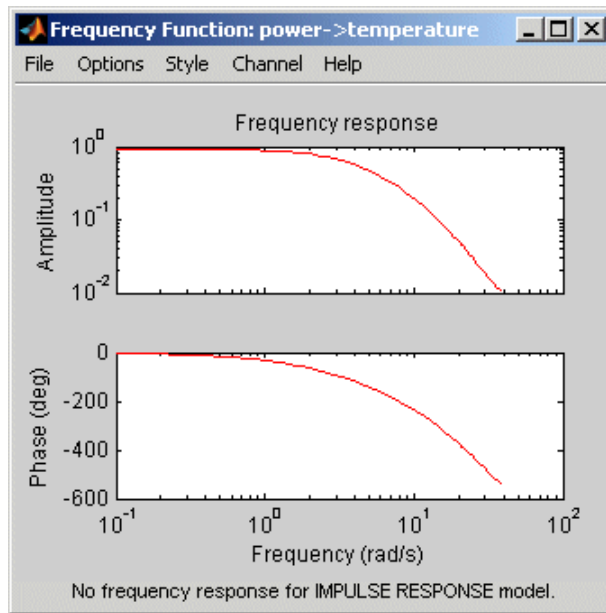 Frequency Function: power->temperature
File Options Style Channel Help
Frequency response
10^0
10^-1
10^-2
Amplitude
0
-200
-400
-600
Phase (deg)
10^-1 10^0 10^1 10^2
Frequency (rad/s)
No frequency response for IMPULSE RESPONSE model.